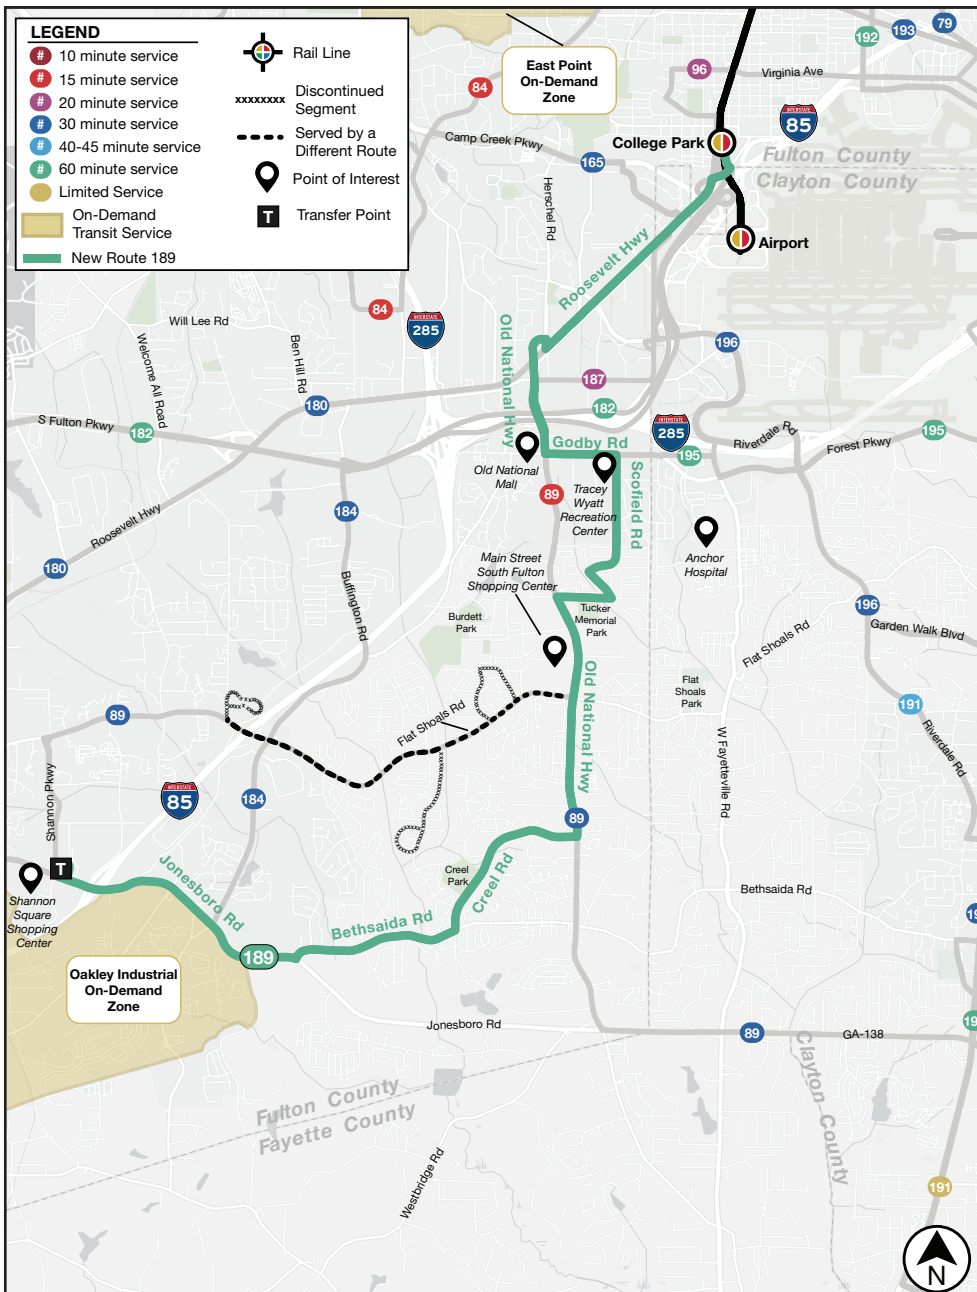 LEGEND
# 10 minute service
# 15 minute service
# 20 minute service
# 30 minute service
# 40-45 minute service
# 60 minute service
Limited Service
On-Demand
Transit Service
New Route 189
Rail Line
xxxxxxxx
Discontinued
Segment
Served by a
Different Route
Point of Interest
T Transfer Point
East Point
On-Demand
Zone
79
193
192
96
Virginia Ave
84
INTERSTATE
85
Camp Creek Pkwy
College Park
165
Fulton County
Clayton County
Herschel Rd
Airport
Roosevelt Hwy
84
INTERSTATE
285
Will Lee Rd
Welcome All Road
Ben Hill Rd
Old National Hwy
196
187
180
182
S Fulton Pkwy
182
INTERSTATE
285
Riverdale Rd
195
Forest Pkwy
Godby Rd
195
Old National
Mall
Scofield Rd
Tracey
Wyatt
Recreation
Center
89
184
Roosevelt Hwy
Anchor
Hospital
Main Street
South Fulton
Shopping Center
180
Buffington Rd
196
Tucker
Memorial
Park
Burdett
Park
Garden Walk Blvd
Flat Shoals Rd
Old National Hwy
Flat
Shoals
Park
Flat Shoals Rd
191
89
Riverdale Rd
W Fayetteville Rd
INTERSTATE
85
184
89
Shannon Pkwy
T
Jonesboro Rd
Creel
Park
Creel Rd
Bethsaida Rd
Shannon
Square
Shopping
Center
Bethsaida Rd
189
Oakley Industrial
On-Demand
Zone
Jonesboro Rd
89
GA-138
Clayton County
Fulton County
Fayette County
Westbridge Rd
191
N